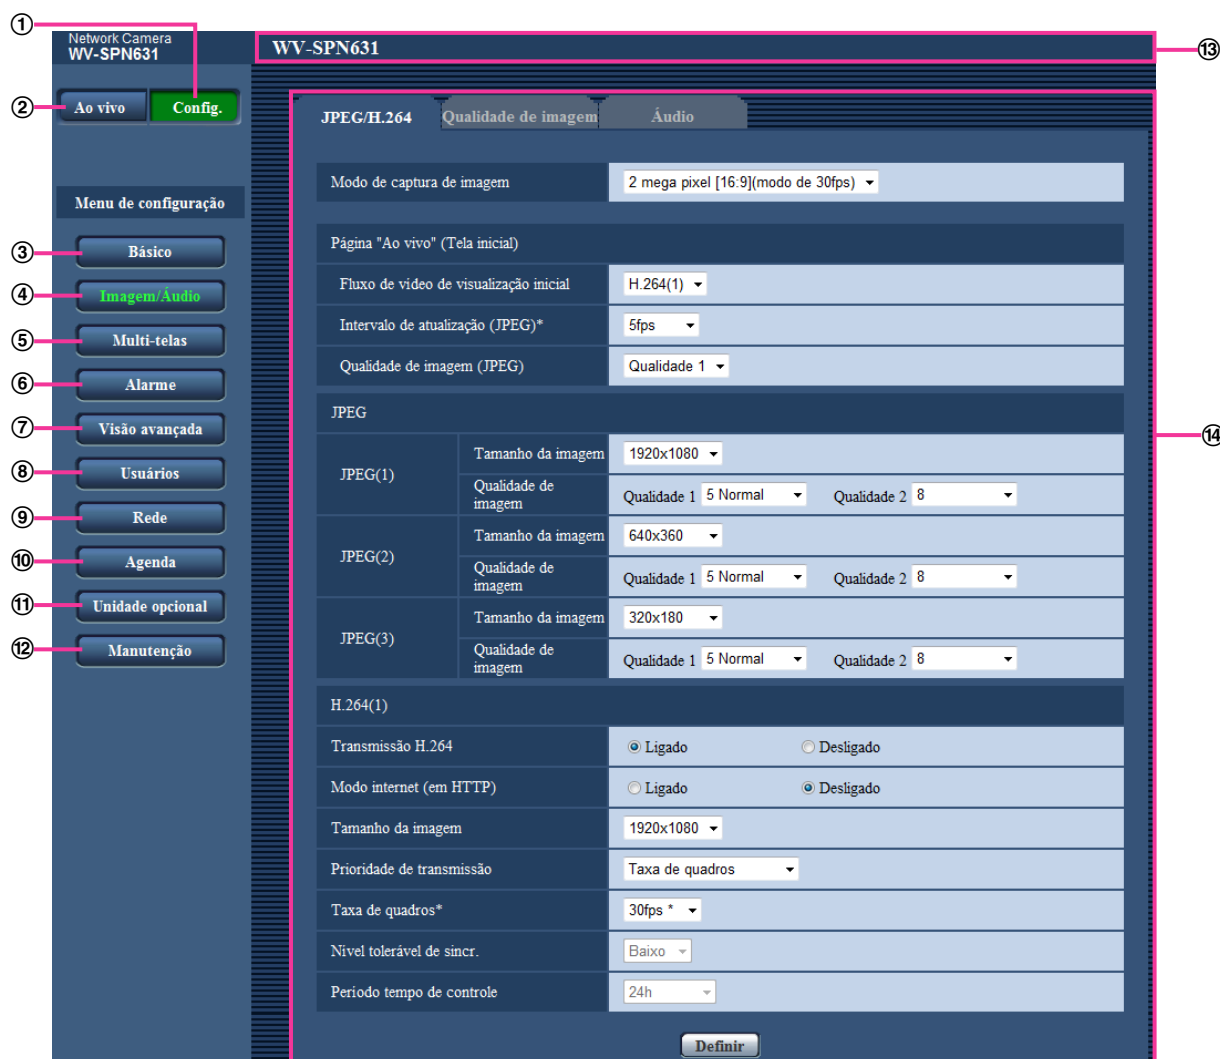 ①
Network Camera
WV-SPN631
WV-SPN631
⑬
② Ao vivo Config.
JPEG/H.264 Qualidade de imagem Áudio
Modo de captura de imagem 2 mega pixel [16:9](modo de 30fps)
Menu de configuração
Página "Ao vivo" (Tela inicial)
③ Básico
Fluxo de vídeo de visualização inicial H.264(1)
④ Imagem/Áudio
Intervalo de atualização (JPEG)* 5fps
⑤ Multi-telas
Qualidade de imagem (JPEG) Qualidade 1
⑥ Alarme
JPEG
⑦ Visão avançada
⑭
JPEG(1) Tamanho da imagem 1920x1080
⑧ Usuários
Qualidade de imagem Qualidade 1 5 Normal Qualidade 2 8
⑨ Rede
JPEG(2) Tamanho da imagem 640x360
⑩ Agenda
Qualidade de imagem Qualidade 1 5 Normal Qualidade 2 8
⑪ Unidade opcional
JPEG(3) Tamanho da imagem 320x180
⑫ Manutenção
Qualidade de imagem Qualidade 1 5 Normal Qualidade 2 8
H.264(1)
Transmissão H.264 Ligado Desligado
Modo internet (em HTTP) Ligado Desligado
Tamanho da imagem 1920x1080
Prioridade de transmissão Taxa de quadros
Taxa de quadros* 30fps *
Nível tolerável de sincr. Baixo
Periodo tempo de controle 24h
Definir